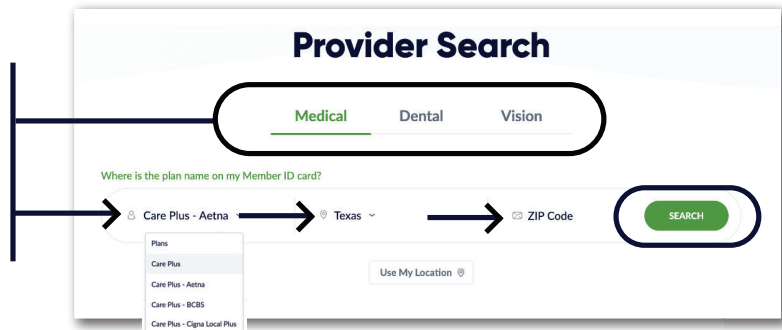 Provider Search
Medical Dental Vision
Where is the plan name on my Member ID card?
Care Plus - Aetna Texas ZIP Code SEARCH
Plans
Care Plus
Care Plus - Aetna
Care Plus - BCBS
Care Plus - Cigna Local Plus
Use My Location